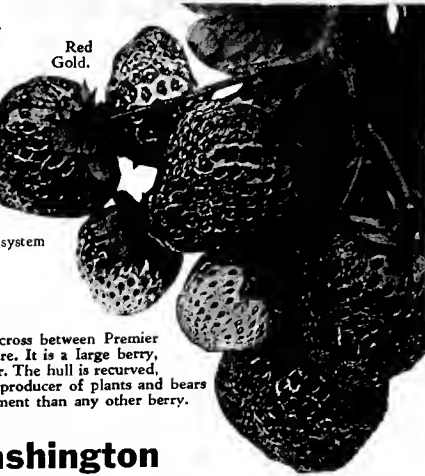 Red
Gold.
system
cross between Premier
re. It is a large berry,
r. The hull is recurved,
producer of plants and bears
ment than any other berry.
shington